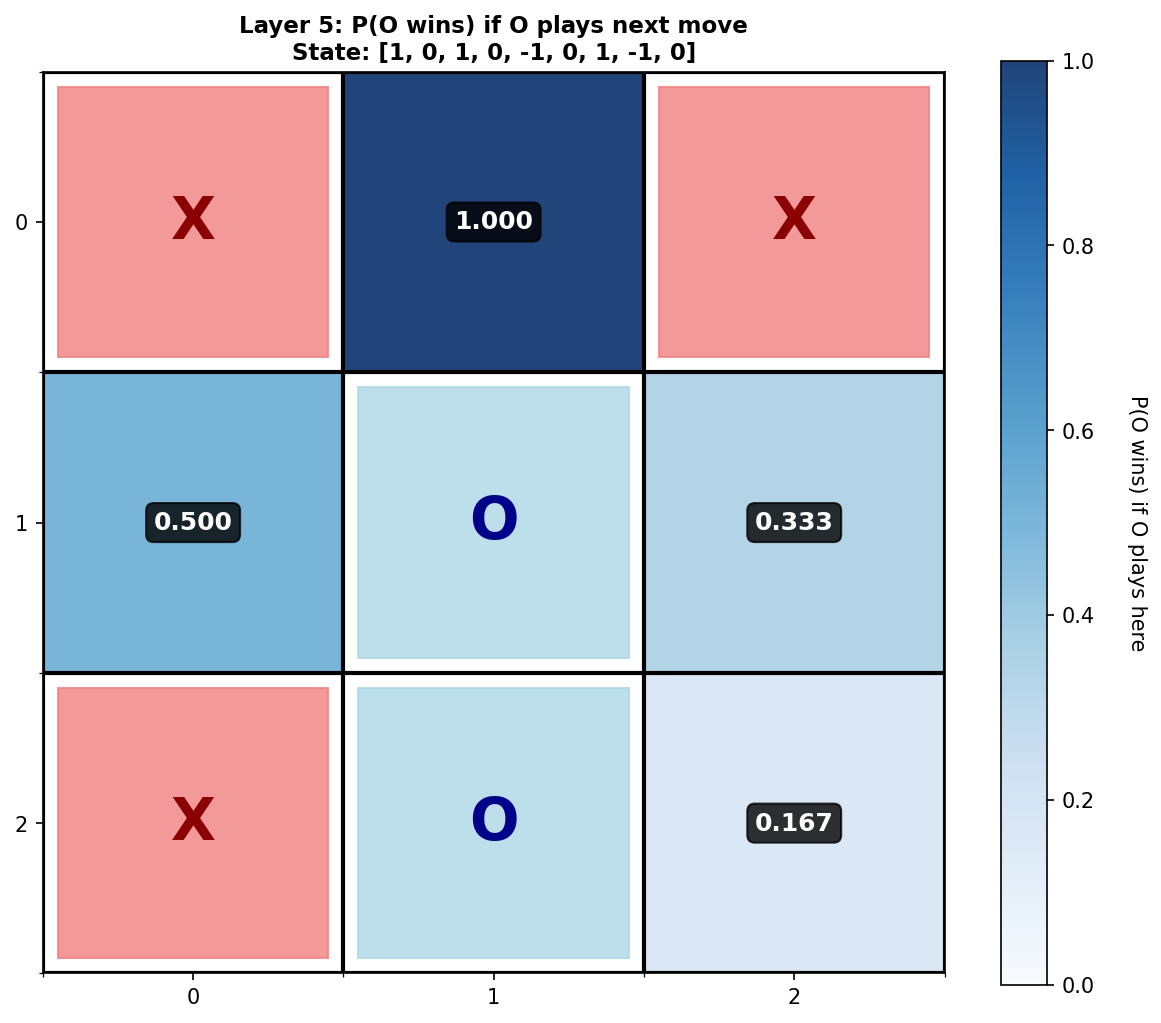 Layer 5: P(O wins) if O plays next move
State: [1, 0, 1, 0, -1, 0, 1, -1, 0]
X
1.000
X
0
0.500
O
0.333
1
X
O
0.167
2
0
1
2
1.0
0.8
0.6
0.4
0.2
0.0
P(O wins) if O plays here